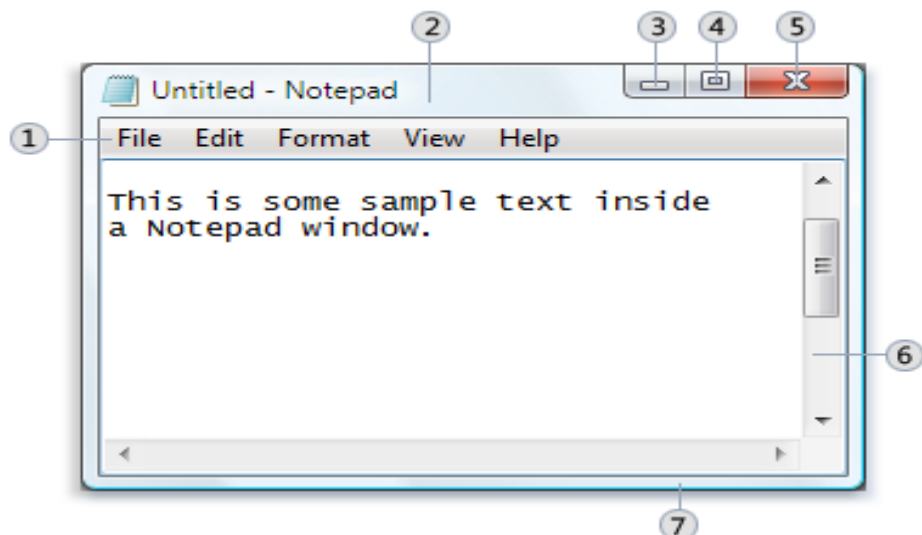 2 3 4 5
Untitled - Notepad
1 File Edit Format View Help
This is some sample text inside
a Notepad window.
6
7